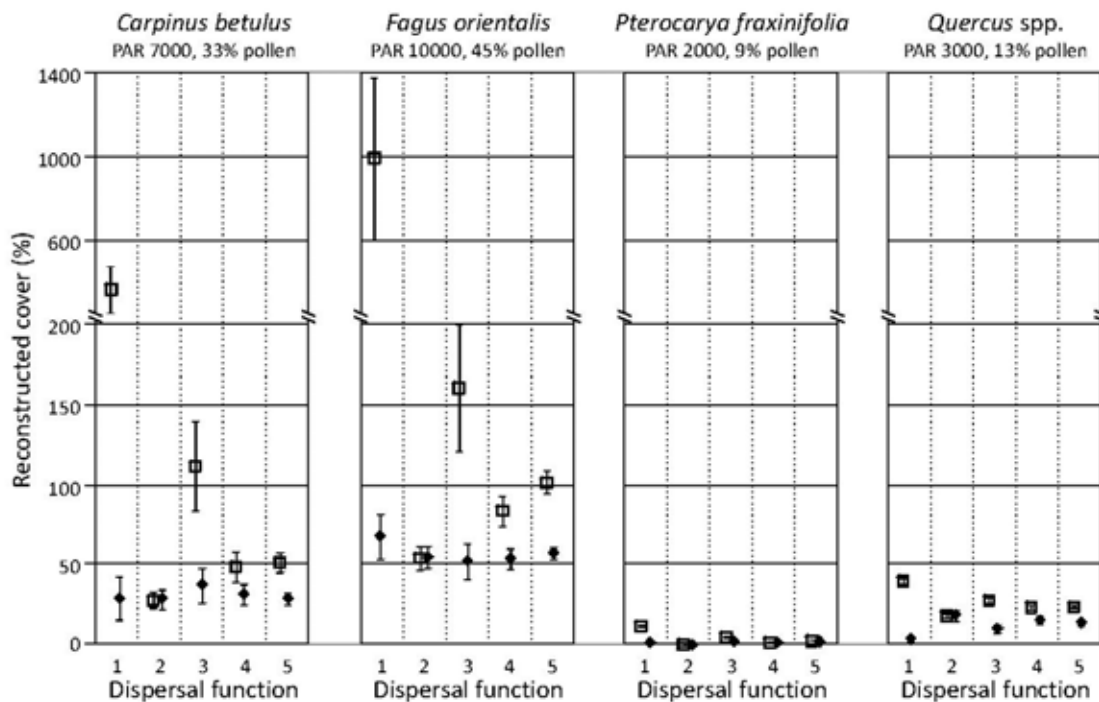 Carpinus betulus Fagus orientalis Pterocarya fraxinifolia Quercus spp.
PAR 7000, 33% pollen PAR 10000, 45% pollen PAR 2000, 9% pollen PAR 3000, 13% pollen
Reconstructed cover (%)
1400
1000
600
200
150
100
50
0
1 2 3 4 5 1 2 3 4 5 1 2 3 4 5 1 2 3 4 5
Dispersal function Dispersal function Dispersal function Dispersal function